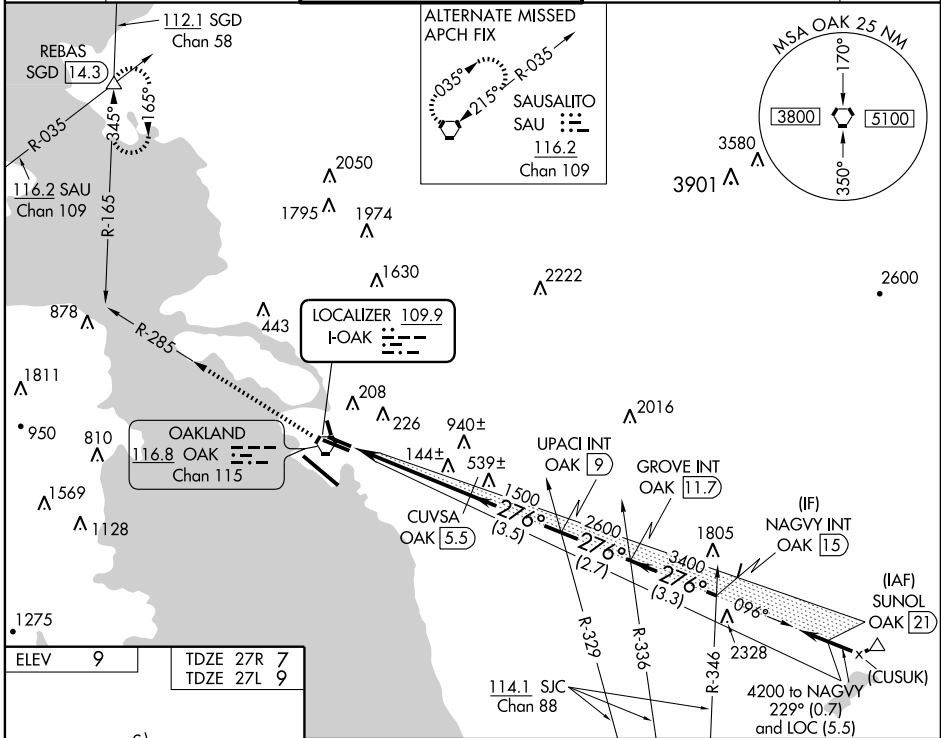 112.1 SGD
Chan 58
REBAS
SGD 14.3
R-035
345°
165°
116.2 SAU
Chan 109
R-165
ALTERNATE MISSED
APCH FIX
035°
215°
R-035
SAUSALITO
SAU
116.2
Chan 109
MSA OAK 25 NM
170°
3800
5100
350°
2050
1795
1974
3580
3901
1630
2222
2600
878
443
R-285
LOCALIZER 109.9
I-OAK
1811
950
810
208
226
940±
144±
539±
2016
OAKLAND
116.8 OAK
Chan 115
1569
1128
UPACI INT
OAK 9
GROVE INT
OAK 11.7
(IF)
NAGVY INT
OAK 15
(IAF)
SUNOL
OAK 21
(CUSUK)
CUVSA
OAK 5.5
1500
276°
(3.5)
2600
276°
(2.7)
3400
276°
(3.3)
1805
096°
2328
R-329
R-336
R-346
114.1 SJC
Chan 88
4200 to NAGVY
229° (0.7)
and LOC (5.5)
1275
ELEV 9
TDZE 27R 7
TDZE 27L 9